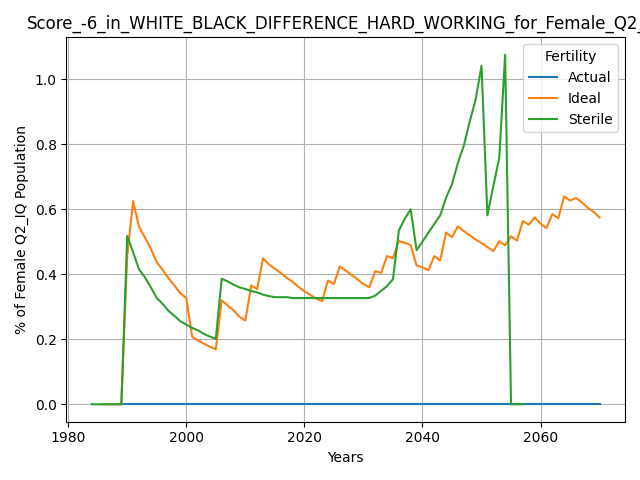 Score_-6_in_WHITE_BLACK_DIFFERENCE_HARD_WORKING_for_Female_Q2_
Fertility
Actual
Ideal
Sterile
% of Female Q2_IQ Population
1.0
0.8
0.6
0.4
0.2
0.0
1980
2000
2020
2040
2060
Years